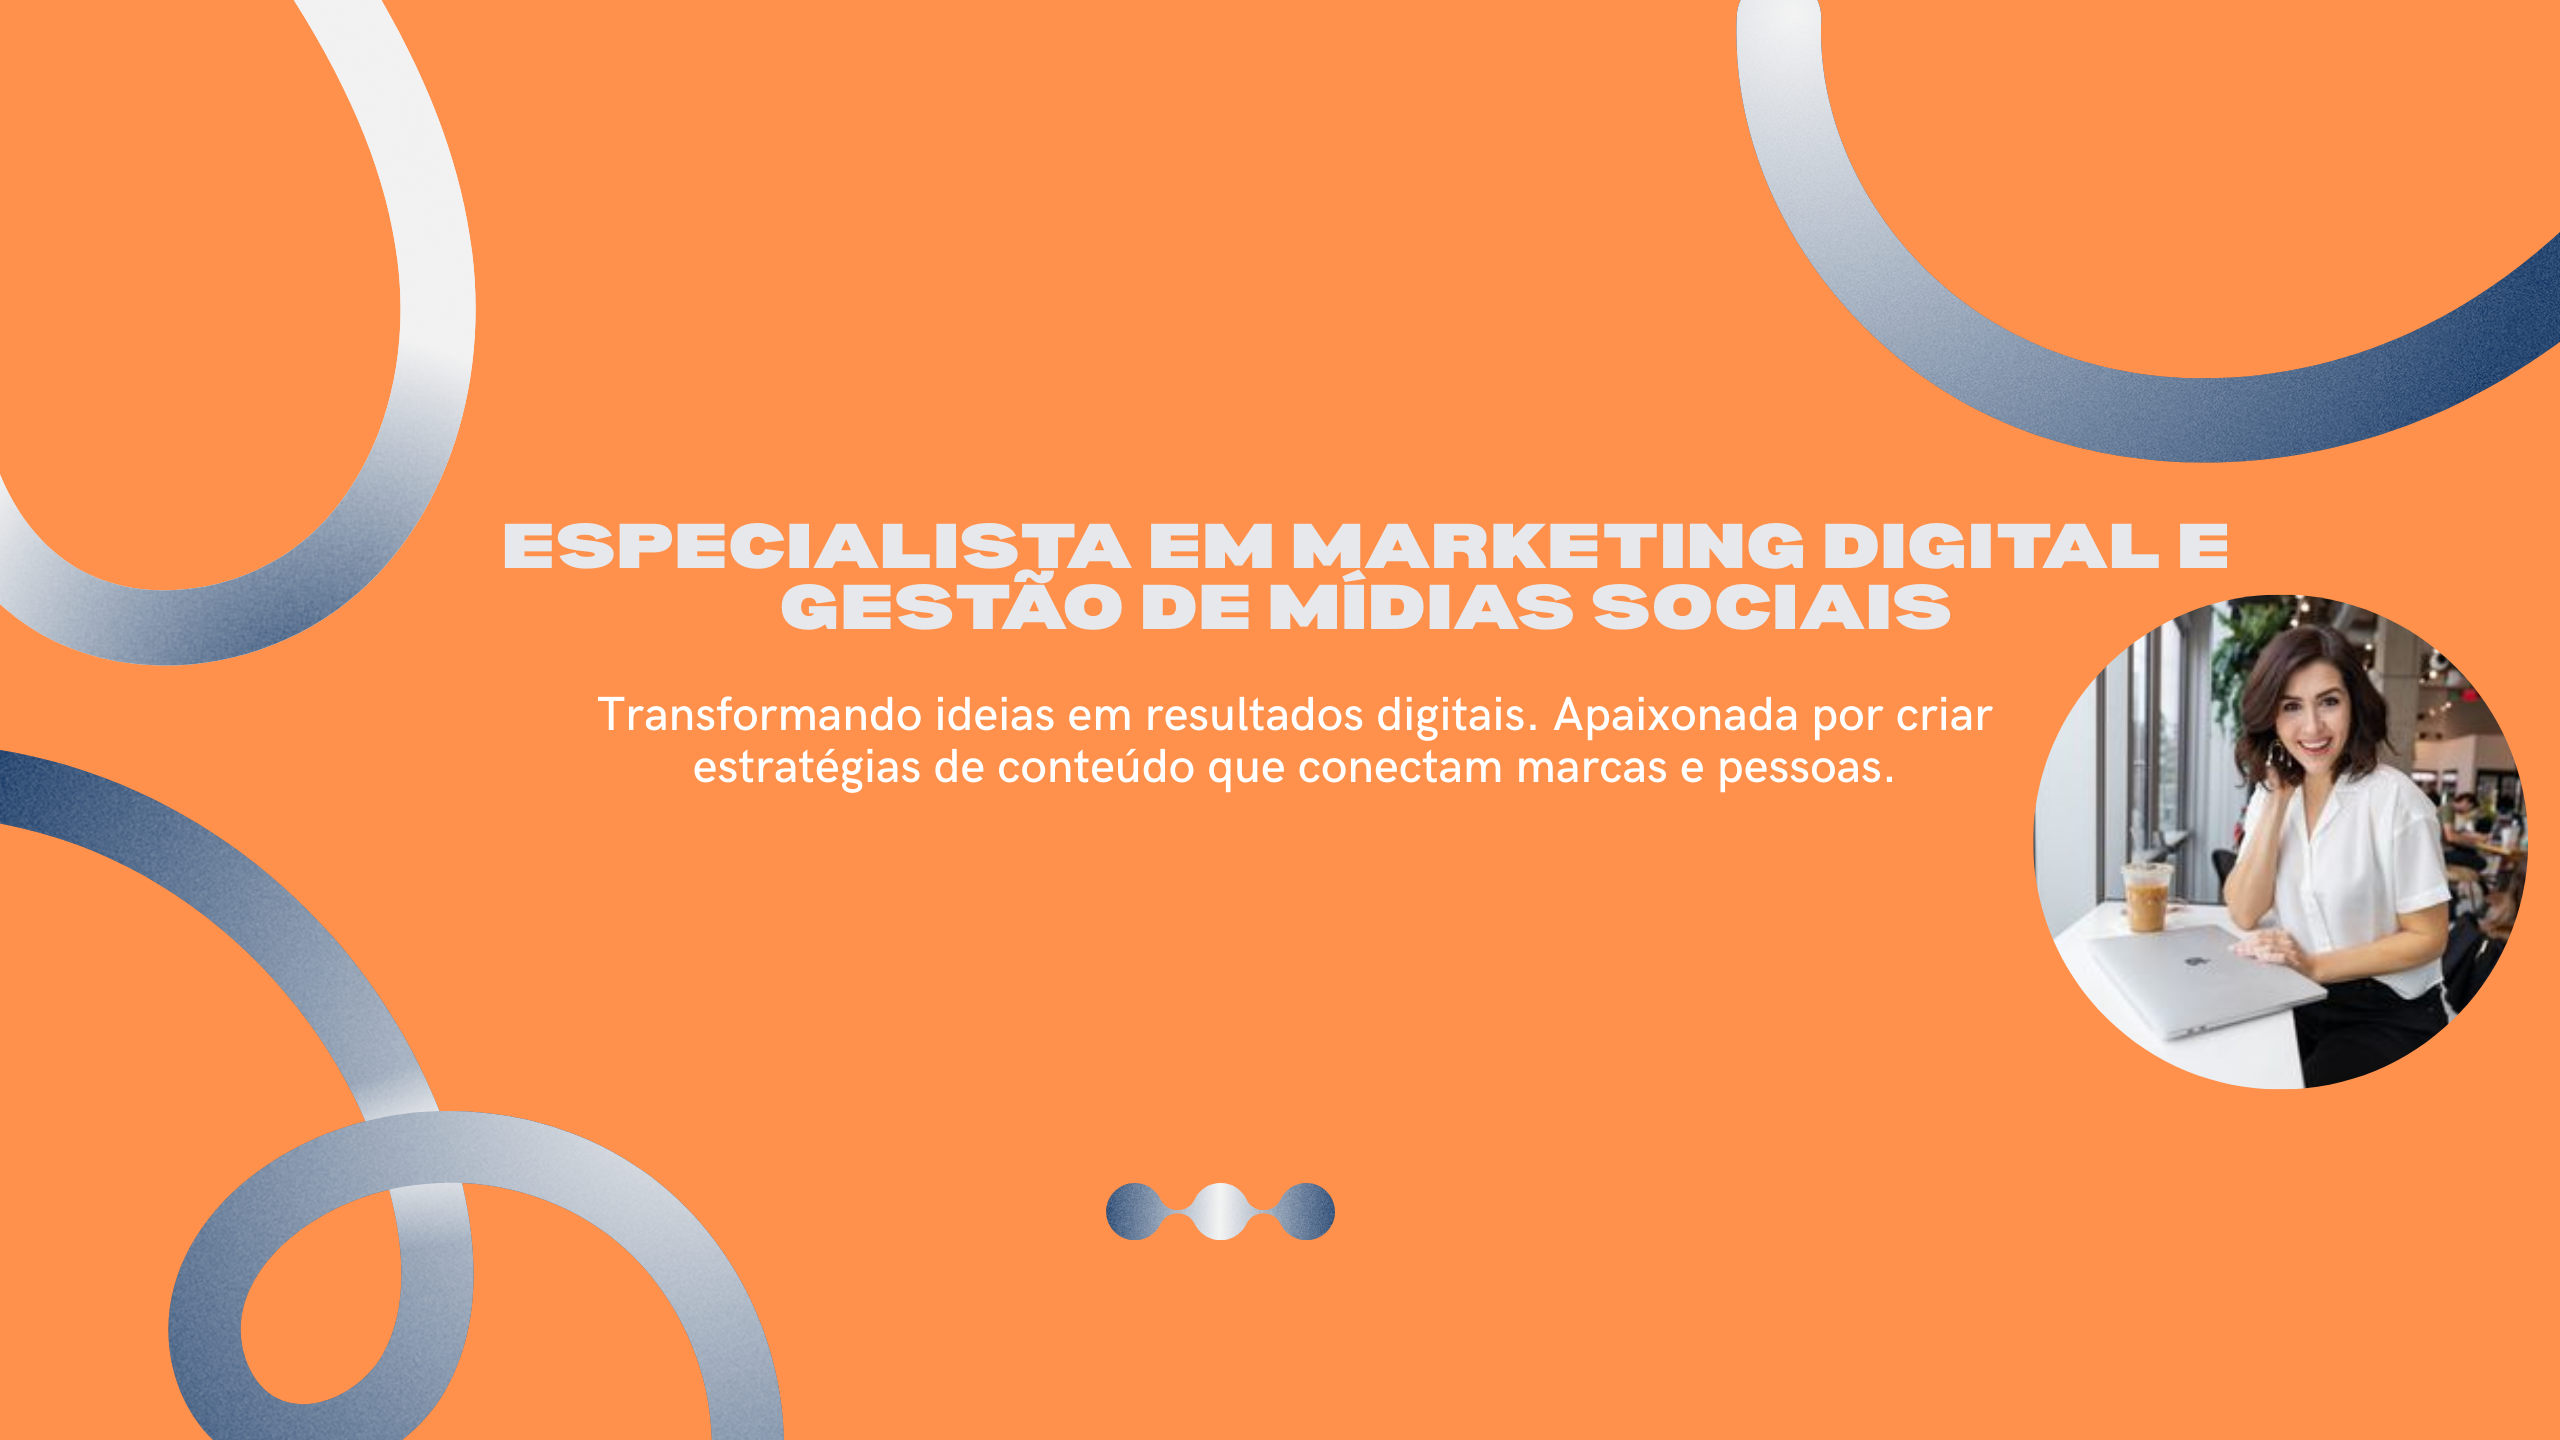 ESPECIALISTA EM MARKETING DIGITAL E
GESTÃO DE MÍDIAS SOCIAIS
Transformando ideias em resultados digitais. Apaixonada por criar
estratégias de conteúdo que conectam marcas e pessoas.